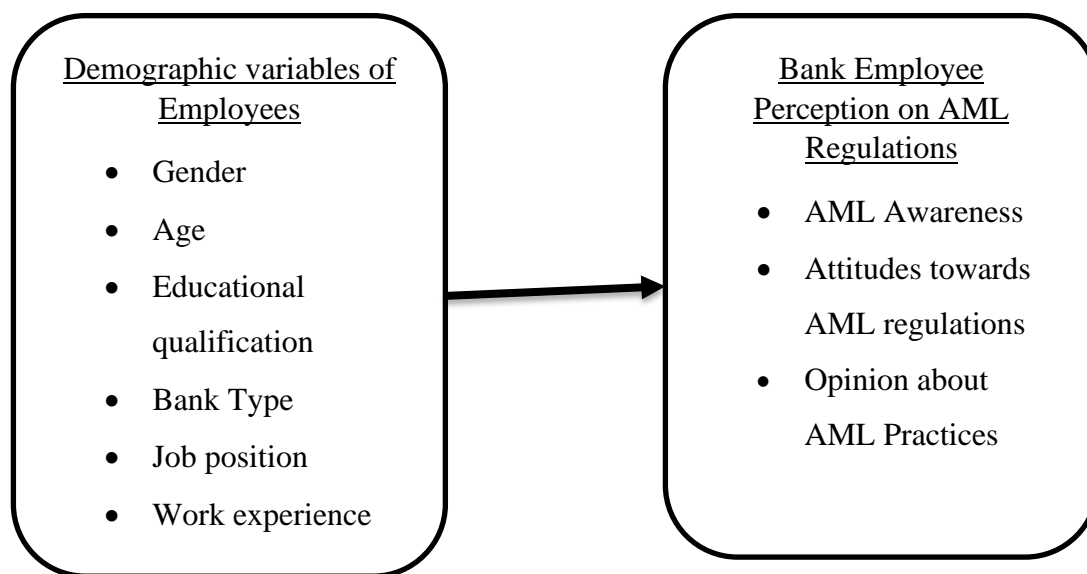 Demographic variables of
Employees
• Gender
• Age
• Educational
qualification
• Bank Type
• Job position
• Work experience
Bank Employee
Perception on AML
Regulations
• AML Awareness
• Attitudes towards
AML regulations
• Opinion about
AML Practices